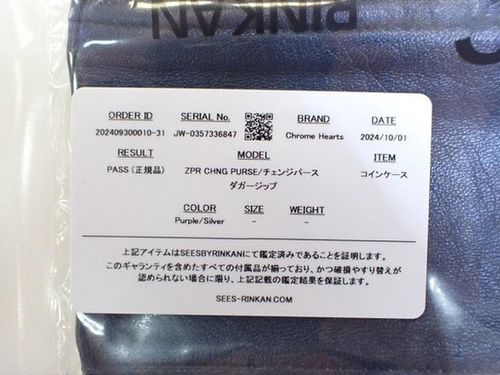 RINKAN
ORDER ID SERIAL No. BRAND DATE
202409300010-31 JW-0357336847 Chrome Hearts 2024/10/01
RESULT MODEL ITEM
PASS（正規品） ZPR CHNG PURSE/チェンジパース コインケース
ダガージップ
COLOR SIZE WEIGHT
Purple/Silver - -
上記アイテムはSEESBYRINKANにて鑑定済みであることを証明します。
このギャランティを含めたすべての付属品が揃っており、かつ破損やすり替えが
認められない場合に限り、上記記載の鑑定結果を保証します。
SEES-RINKAN.COM